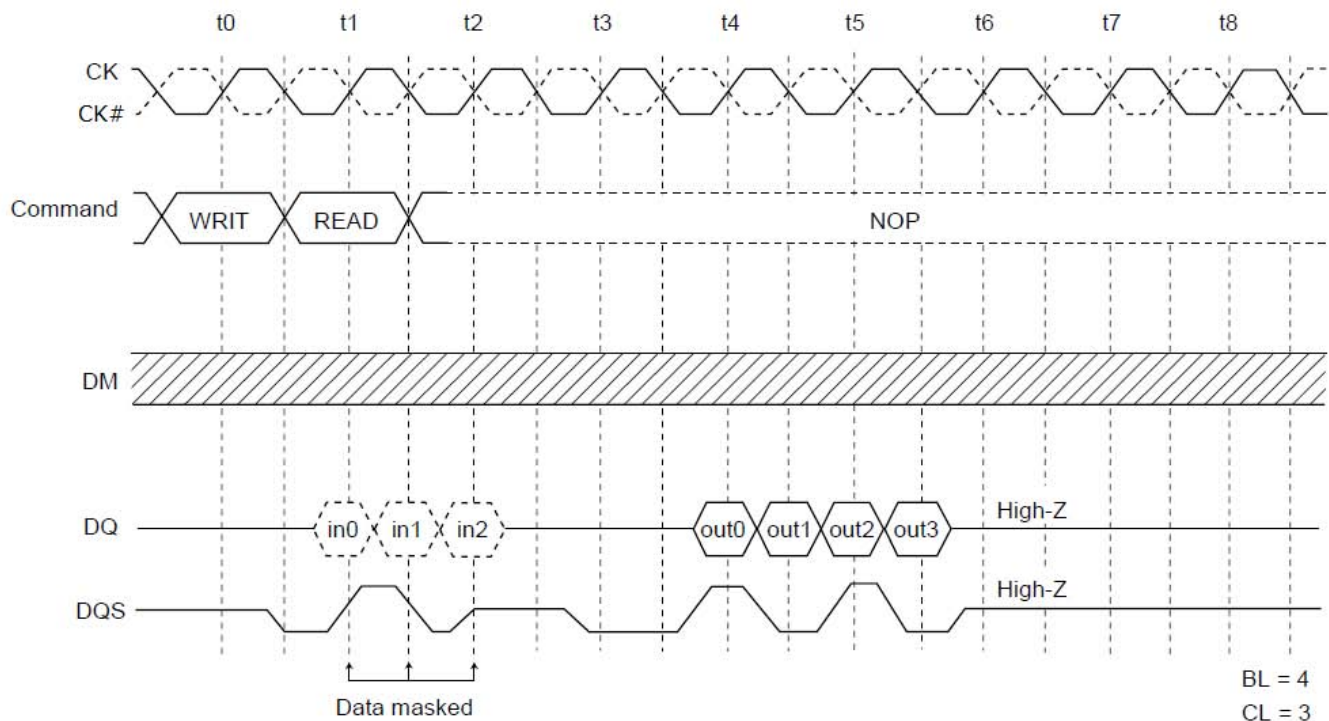 t0 t1 t2 t3 t4 t5 t6 t7 t8
CK
CK#
Command WRIT READ NOP
DM
DQ in0 in1 in2 out0 out1 out2 out3 High-Z
DQS High-Z
Data masked
BL = 4
CL = 3